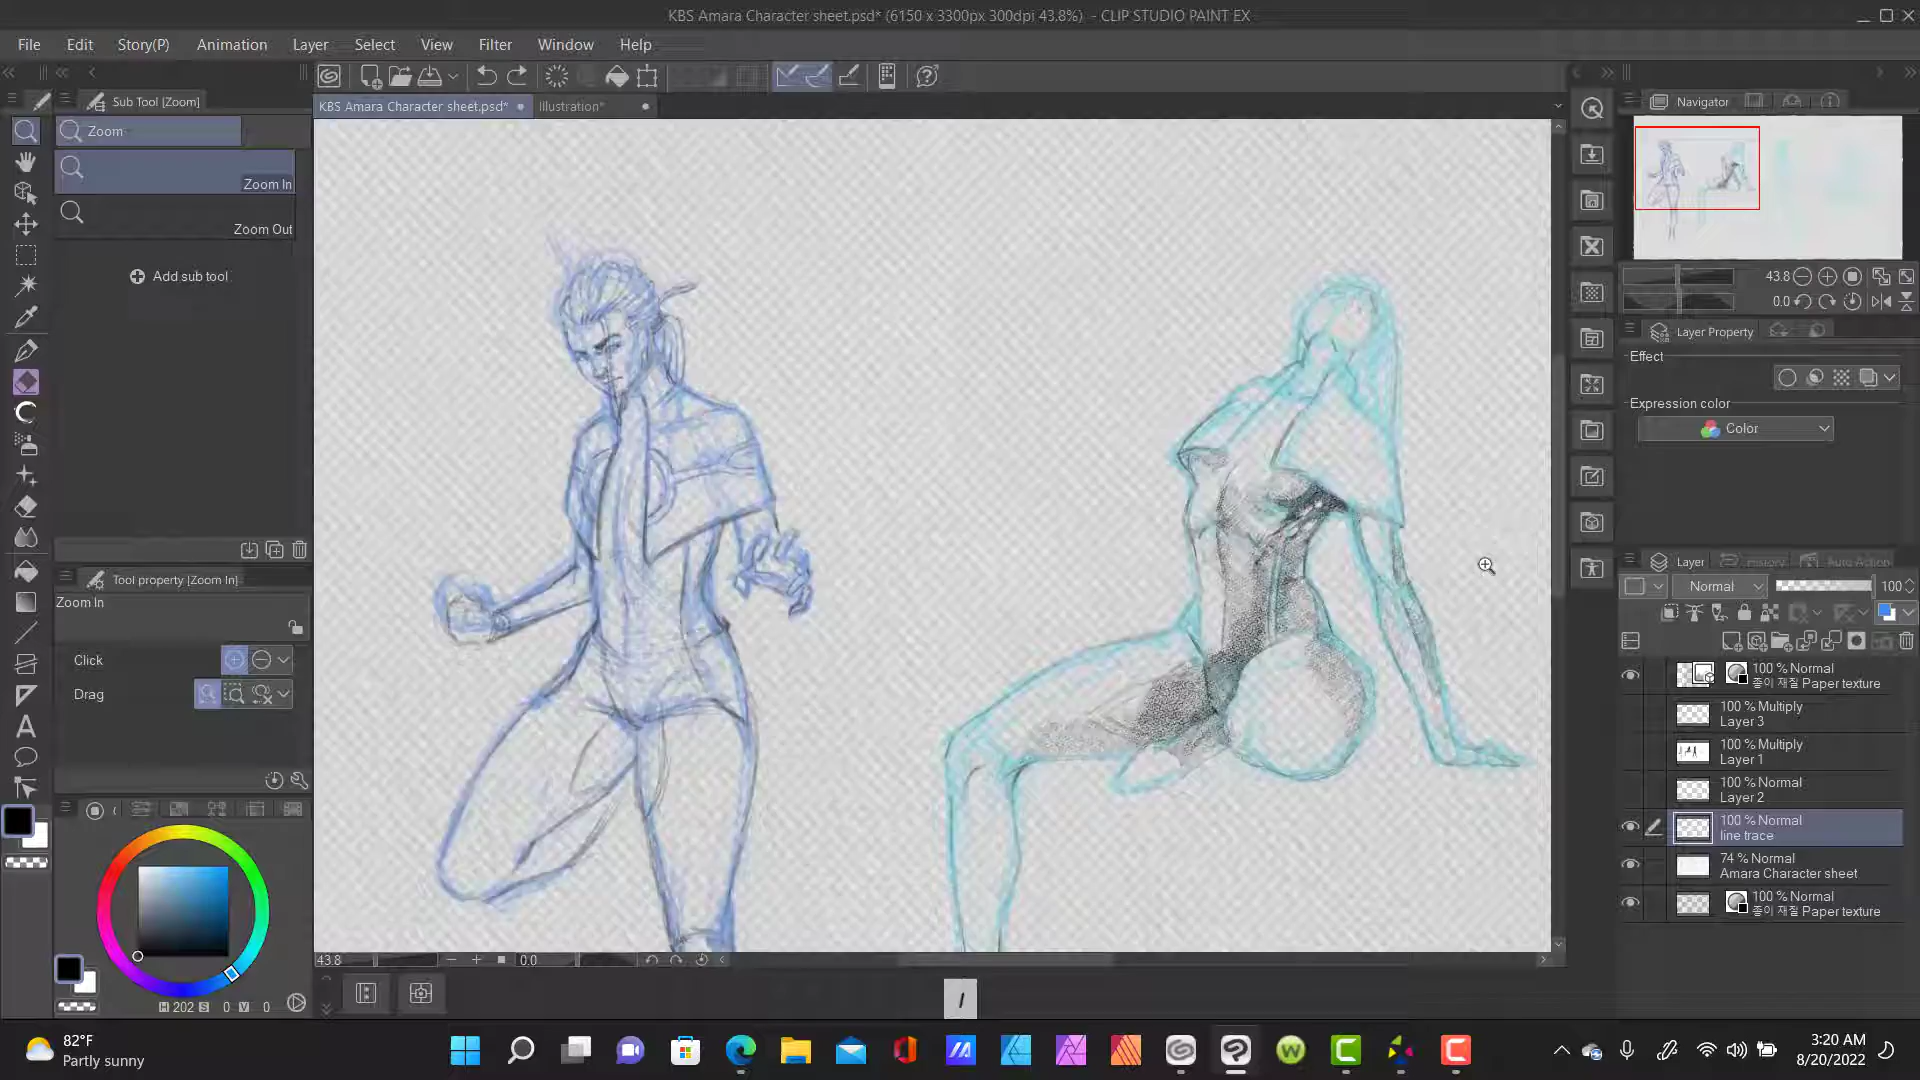 KBS Amara Character sheet.psd* (6150 x 3300px 300dpi 43.8%) - CLIP STUDIO PAINT EX
File Edit Story(P) Animation Layer Select View Filter Window Help
Sub Tool [Zoom]
KBS Amara Character sheet.psd*
Illustration*
Navigator
Zoom
Zoom In
Zoom Out
Add sub tool
43.8
0.0
Layer Property
Effect
Expression color
Color
Layer History Auto Action
Normal 100
Tool property [Zoom In]
Zoom In
Click
Drag
100 % Normal
종이 재질 Paper texture
100 % Multiply
Layer 3
100 % Multiply
Layer 1
100 % Normal
Layer 2
100 % Normal
line trace
74 % Normal
Amara Character sheet
100 % Normal
종이 재질 Paper texture
43.8 0.0
H 202 S 0 V 0
82°F
Partly sunny
3:20 AM
8/20/2022